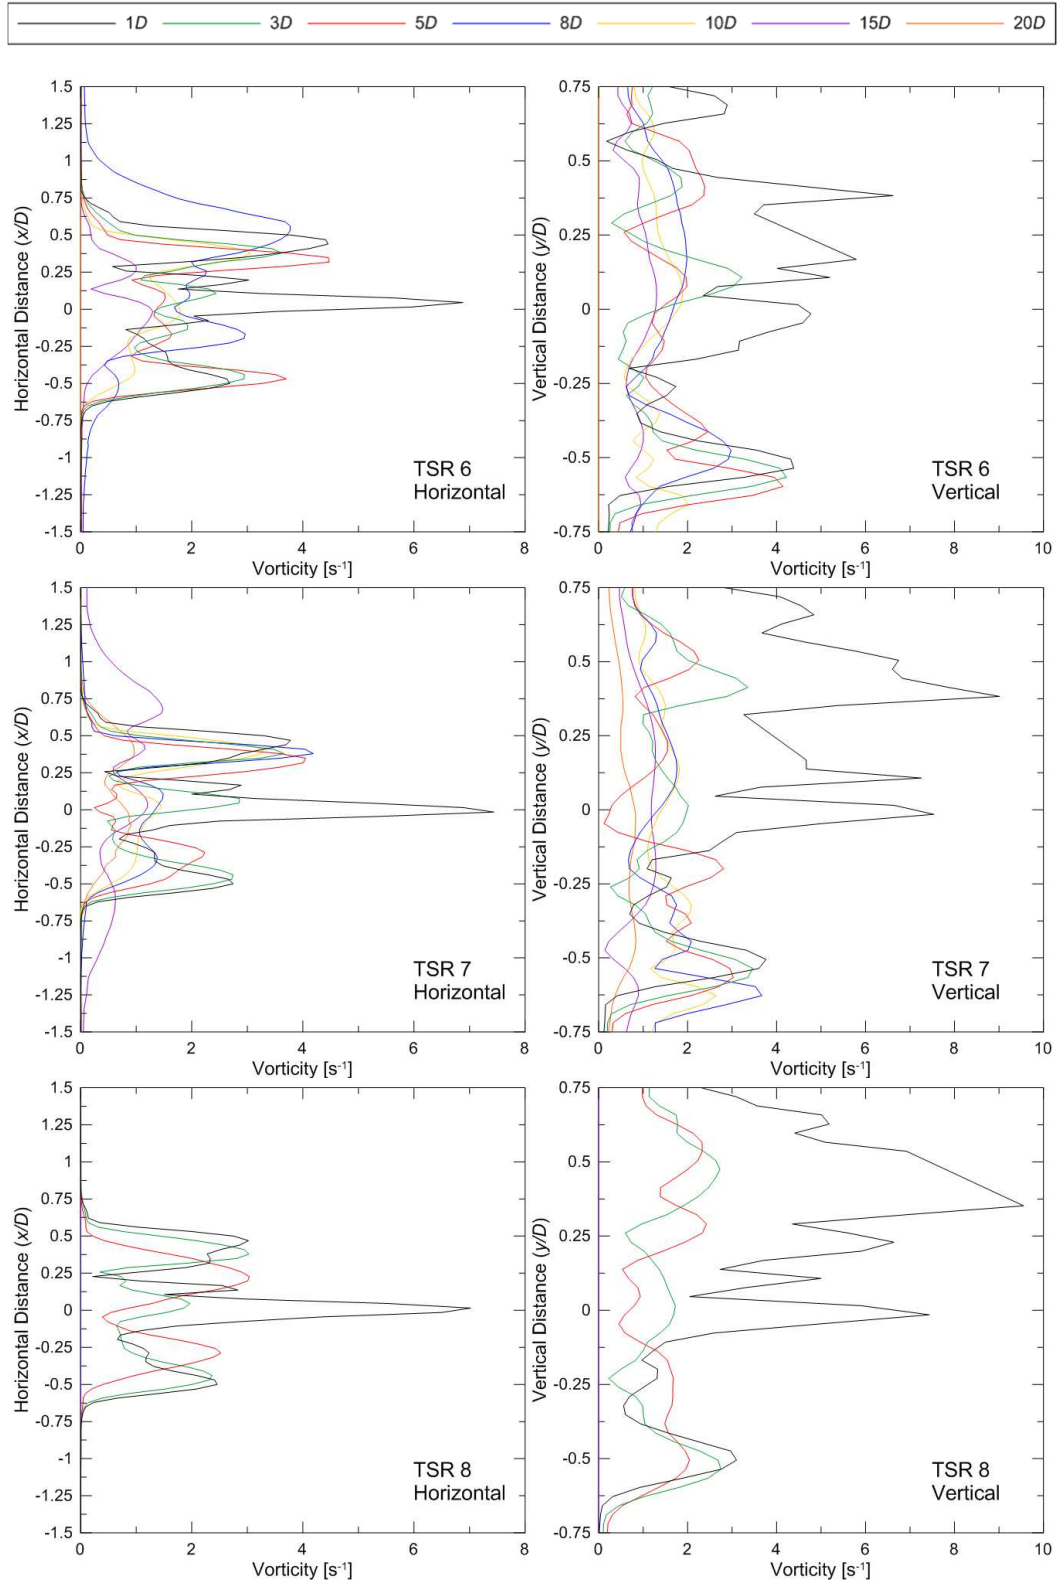 1D 3D 5D 8D 10D 15D 20D
1.5
1.25
1
0.75
0.5
0.25
0
-0.25
-0.5
-0.75
-1
-1.25
-1.5
Horizontal Distance (x/D)
TSR 6
Horizontal
0 2 4 6 8
Vorticity [s-1]
0.75
0.5
0.25
0
-0.25
-0.5
-0.75
Vertical Distance (y/D)
TSR 6
Vertical
0 2 4 6 8 10
Vorticity [s-1]
1.5
1.25
1
0.75
0.5
0.25
0
-0.25
-0.5
-0.75
-1
-1.25
-1.5
Horizontal Distance (x/D)
TSR 7
Horizontal
0 2 4 6 8
Vorticity [s-1]
0.75
0.5
0.25
0
-0.25
-0.5
-0.75
Vertical Distance (y/D)
TSR 7
Vertical
0 2 4 6 8 10
Vorticity [s-1]
1.5
1.25
1
0.75
0.5
0.25
0
-0.25
-0.5
-0.75
-1
-1.25
-1.5
Horizontal Distance (x/D)
TSR 8
Horizontal
0 2 4 6 8
Vorticity [s-1]
0.75
0.5
0.25
0
-0.25
-0.5
-0.75
Vertical Distance (y/D)
TSR 8
Vertical
0 2 4 6 8 10
Vorticity [s-1]